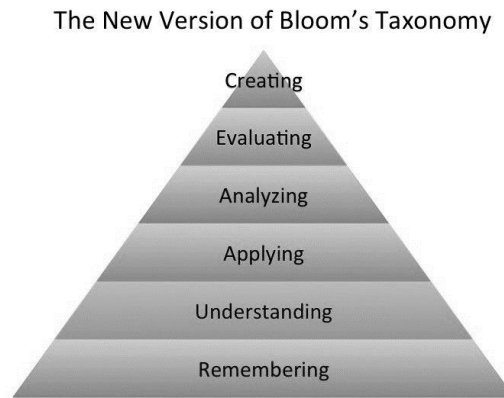 The New Version of Bloom's Taxonomy
Creating
Evaluating
Analyzing
Applying
Understanding
Remembering